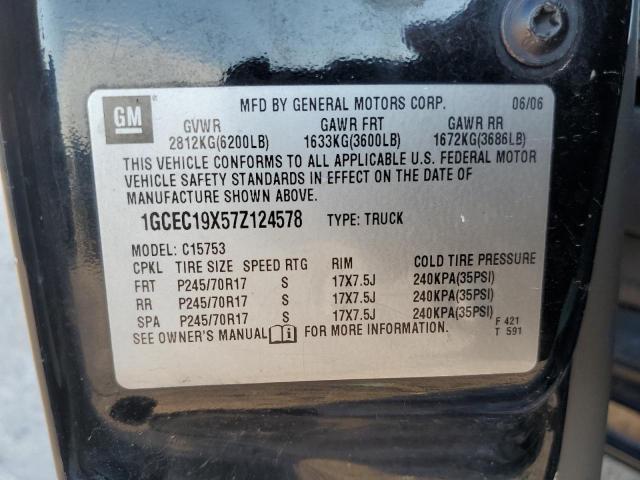 GM
MFD BY GENERAL MOTORS CORP. 06/06
GVWR GAWR FRT GAWR RR
2812KG(6200LB) 1633KG(3600LB) 1672KG(3686LB)
THIS VEHICLE CONFORMS TO ALL APPLICABLE U.S. FEDERAL MOTOR
VEHICLE SAFETY STANDARDS IN EFFECT ON THE DATE OF
MANUFACTURE SHOWN ABOVE.
1GCEC19X57Z124578 TYPE: TRUCK
MODEL: C15753
CPKL TIRE SIZE SPEED RTG RIM COLD TIRE PRESSURE
FRT P245/70R17 S 17X7.5J 240KPA(35PSI)
RR P245/70R17 S 17X7.5J 240KPA(35PSI)
SPA P245/70R17 S 17X7.5J 240KPA(35PSI)
SEE OWNER'S MANUAL FOR MORE INFORMATION.
F 421
T 591